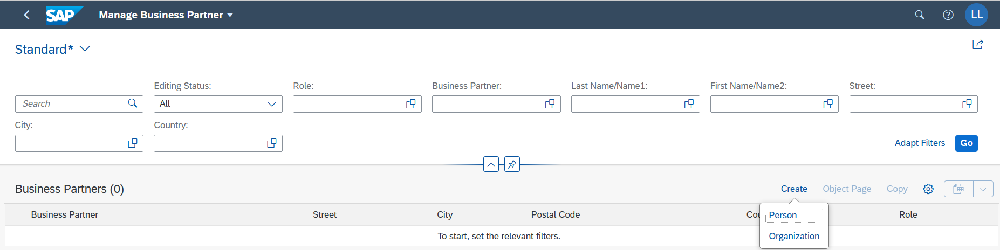 SAP Manage Business Partner LL
Standard*
Editing Status: Role: Business Partner: Last Name/Name1: First Name/Name2: Street:
Search All
City: Country:
Adapt Filters Go
Business Partners (0) Create Object Page Copy
Business Partner Street City Postal Code Role
Person
To start, set the relevant filters.
Organization